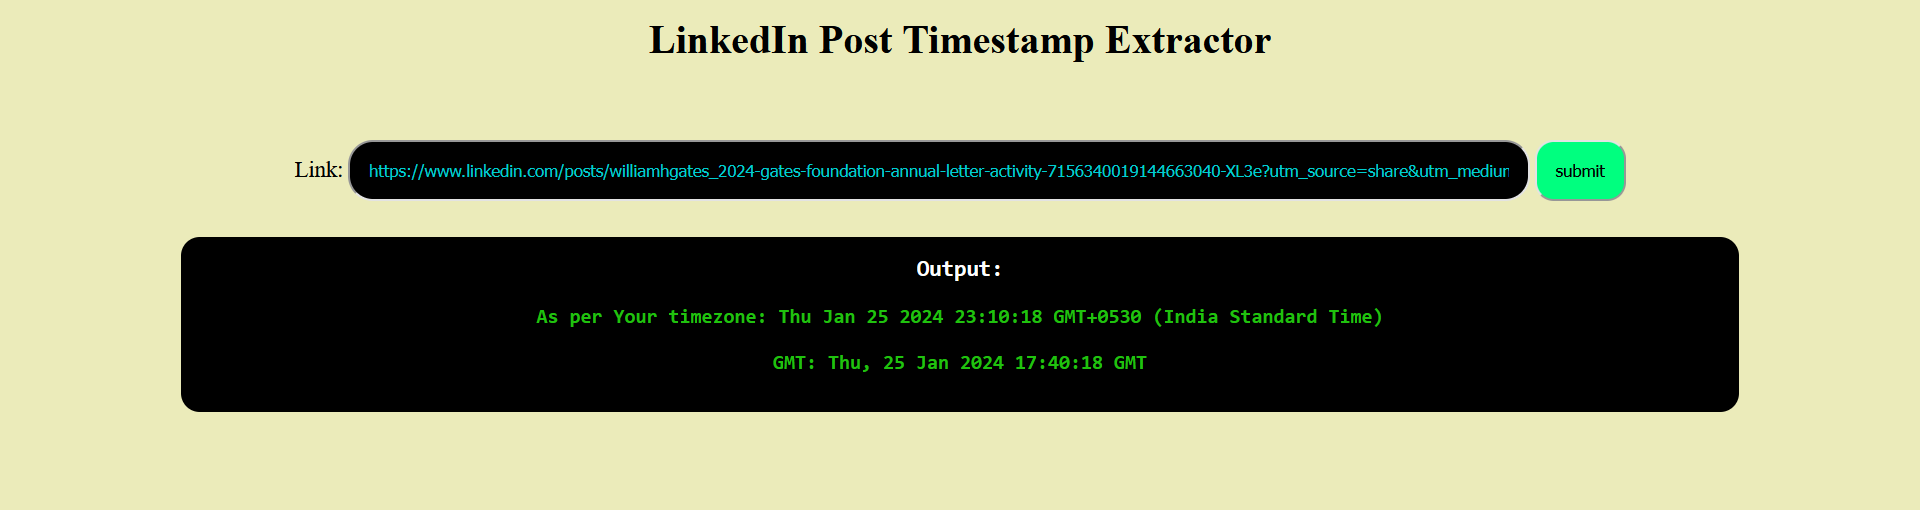 LinkedIn Post Timestamp Extractor
Link: https://www.linkedin.com/posts/williamhgates_2024-gates-foundation-annual-letter-activity-7156340019144663040-XL3e?utm_source=share&utm_medium submit
Output:
As per Your timezone: Thu Jan 25 2024 23:10:18 GMT+0530 (India Standard Time)
GMT: Thu, 25 Jan 2024 17:40:18 GMT